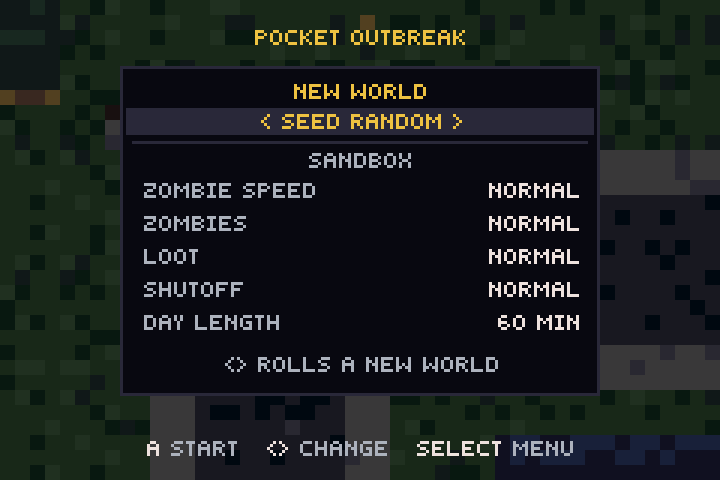 POCKET OUTBREAK
NEW WORLD
< SEED RANDOM >
SANDBOX
ZOMBIE SPEED NORMAL
ZOMBIES NORMAL
LOOT NORMAL
SHUTOFF NORMAL
DAY LENGTH 60 MIN
<> ROLLS A NEW WORLD
A START <> CHANGE SELECT MENU